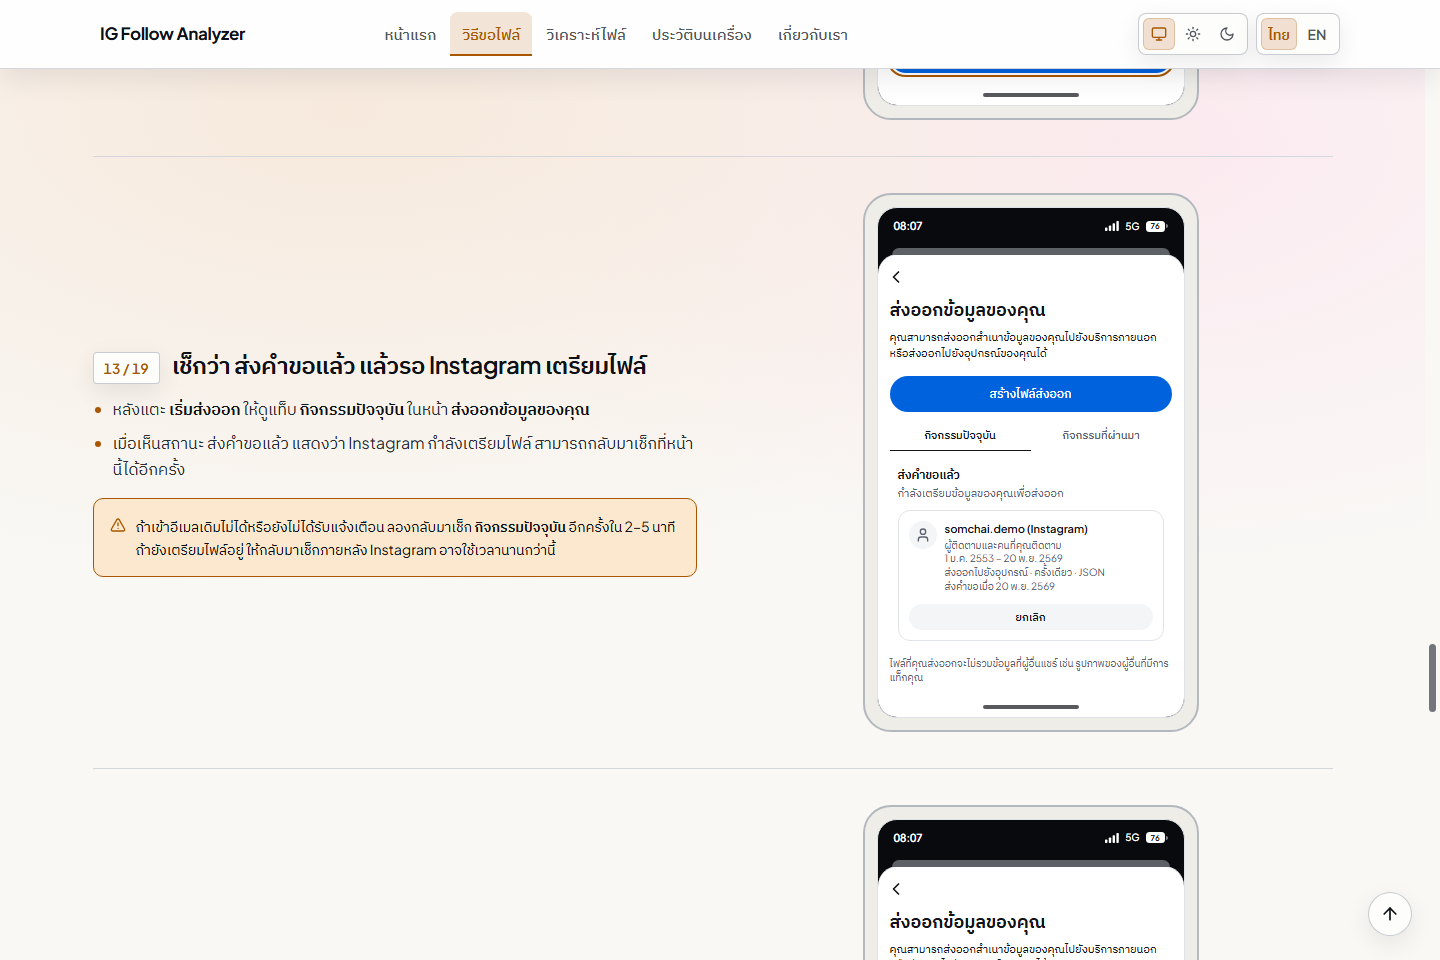 IG Follow Analyzer
หน้าแรก
วิธีขอไฟล์
วิเคราะห์ไฟล์
ประวัติบนเครื่อง
เกี่ยวกับเรา
ไทย
EN
13/19
เช็กว่า ส่งคำขอแล้ว แล้วรอ Instagram เตรียมไฟล์
หลังแตะ เริ่มส่งออก ให้ดูแท็บ กิจกรรมปัจจุบัน ในหน้า ส่งออกข้อมูลของคุณ
เมื่อเห็นสถานะ ส่งคำขอแล้ว แสดงว่า Instagram กำลังเตรียมไฟล์ สามารถกลับมาเช็กที่หน้า
นี้ได้อีกครั้ง
ถ้าเข้าอีเมลเดิมไม่ได้หรือยังไม่ได้รับแจ้งเตือน ลองกลับมาเช็ก กิจกรรมปัจจุบัน อีกครั้งใน 2–5 นาที
ถ้ายังเตรียมไฟล์อยู่ ให้กลับมาเช็กภายหลัง Instagram อาจใช้เวลานานกว่านี้
08:07
5G
76
ส่งออกข้อมูลของคุณ
คุณสามารถส่งออกสำเนาข้อมูลของคุณไปยังบริการภายนอก
หรือส่งออกไปยังอุปกรณ์ของคุณได้
สร้างไฟล์ส่งออก
กิจกรรมปัจจุบัน
กิจกรรมที่ผ่านมา
ส่งคำขอแล้ว
กำลังเตรียมข้อมูลของคุณเพื่อส่งออก
somchai.demo (Instagram)
ผู้ติดตามและคนที่คุณติดตาม
1 ม.ค. 2553 – 20 พ.ย. 2569
ส่งออกไปยังอุปกรณ์ · ครั้งเดียว · JSON
ส่งคำขอเมื่อ 20 พ.ย. 2569
ยกเลิก
ไฟล์ที่คุณส่งออกจะไม่รวมข้อมูลที่ผู้อื่นแชร์ เช่น รูปภาพของผู้อื่นที่มีการ
แท็กคุณ
08:07
5G
76
ส่งออกข้อมูลของคุณ
คุณสามารถส่งออกสำเนาข้อมูลของคุณไปยังบริการภายนอก